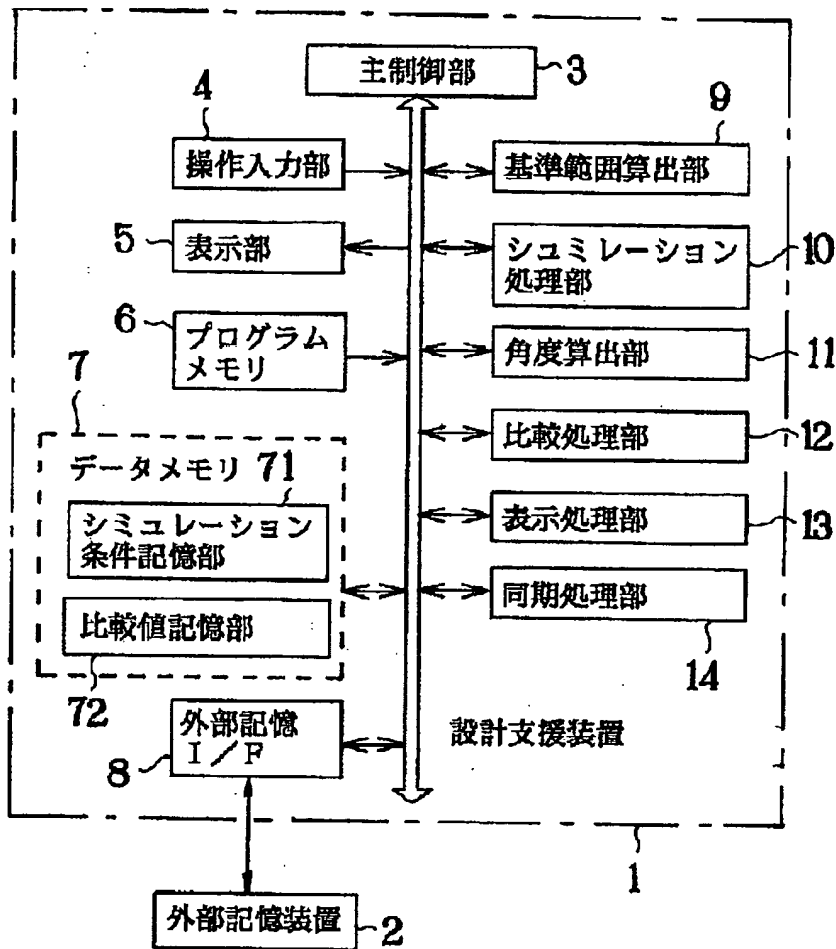 主制御部
3
4
操作入力部
9
基準範囲算出部
5
表示部
シュミレーション
処理部
10
6
プログラム
メモリ
角度算出部
11
7
データメモリ 71
シミュレーション
条件記憶部
比較値記憶部
72
比較処理部
12
表示処理部
13
同期処理部
14
8
外部記憶
I/F
設計支援装置
1
外部記憶装置
2